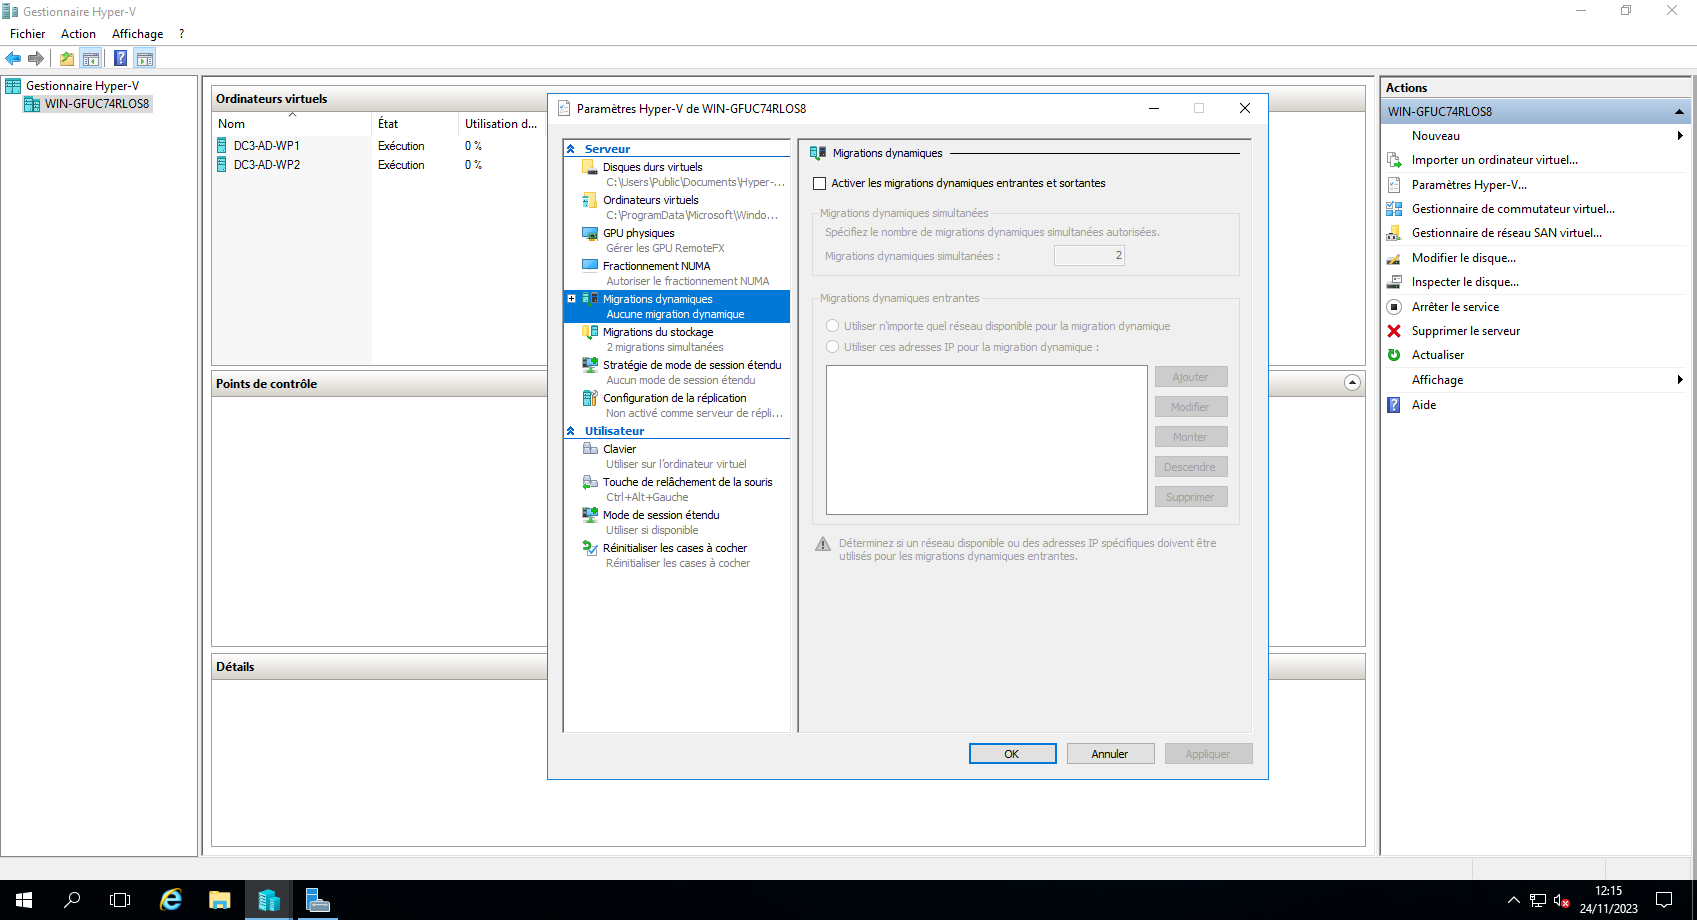 Gestionnaire Hyper-V
Fichier Action Affichage ?
Gestionnaire Hyper-V
WIN-GFUC74RLOS8
Ordinateurs virtuels
Nom État Utilisation d...
DC3-AD-WP1 Exécution 0 %
DC3-AD-WP2 Exécution 0 %
Points de contrôle
Détails
Paramètres Hyper-V de WIN-GFUC74RLOS8
Serveur
Disques durs virtuels
C:\Users\Public\Documents\Hyper-...
Ordinateurs virtuels
C:\ProgramData\Microsoft\Windo...
GPU physiques
Gérer les GPU RemoteFX
Fractionnement NUMA
Autoriser le fractionnement NUMA
Migrations dynamiques
Aucune migration dynamique
Migrations du stockage
2 migrations simultanées
Stratégie de mode de session étendu
Aucun mode de session étendu
Configuration de la réplication
Non activé comme serveur de répli...
Utilisateur
Clavier
Utiliser sur l'ordinateur virtuel
Touche de relâchement de la souris
Ctrl+Alt+Gauche
Mode de session étendu
Utiliser si disponible
Réinitialiser les cases à cocher
Réinitialiser les cases à cocher
Migrations dynamiques
Activer les migrations dynamiques entrantes et sortantes
Migrations dynamiques simultanées
Spécifiez le nombre de migrations dynamiques simultanées autorisées.
Migrations dynamiques simultanées : 2
Migrations dynamiques entrantes
Utiliser n'importe quel réseau disponible pour la migration dynamique
Utiliser ces adresses IP pour la migration dynamique :
Ajouter
Modifier
Monter
Descendre
Supprimer
Déterminez si un réseau disponible ou des adresses IP spécifiques doivent être
utilisés pour les migrations dynamiques entrantes.
OK Annuler Appliquer
Actions
WIN-GFUC74RLOS8
Nouveau
Importer un ordinateur virtuel...
Paramètres Hyper-V...
Gestionnaire de commutateur virtuel...
Gestionnaire de réseau SAN virtuel...
Modifier le disque...
Inspecter le disque...
Arrêter le service
Supprimer le serveur
Actualiser
Affichage
Aide
12:15
24/11/2023